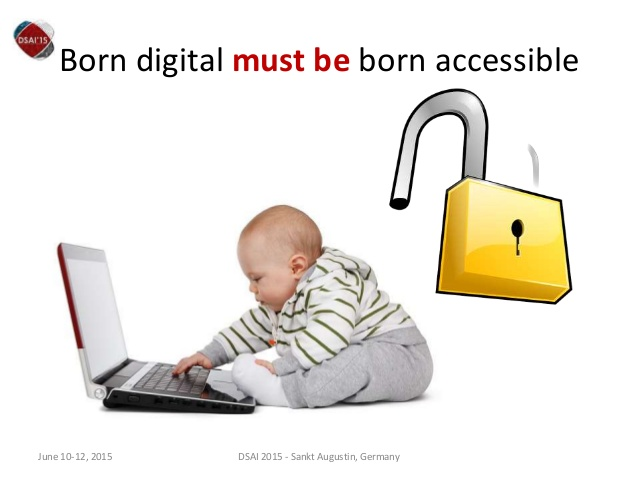 DSAI'15
Born digital must be born accessible
June 10-12, 2015
DSAI 2015 - Sankt Augustin, Germany